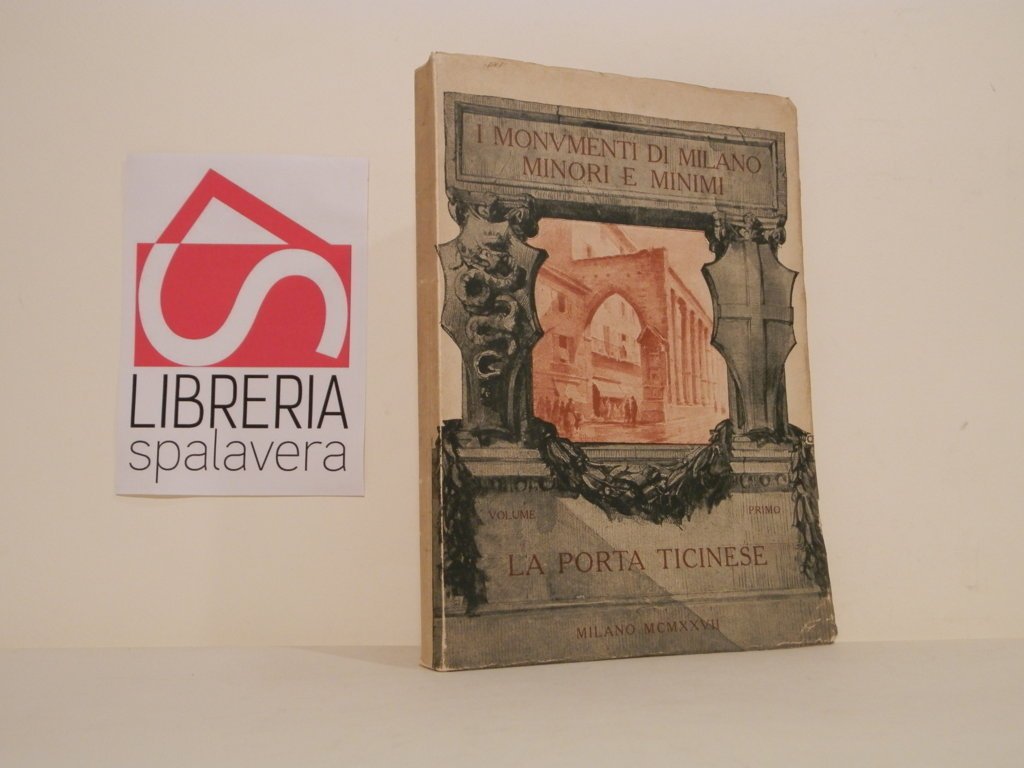 LIBRERIA
spalavera
I MONVMENTI DI MILANO
MINORI E MINIMI
VOLUME PRIMO
LA PORTA TICINESE
MILANO MCMXXVII